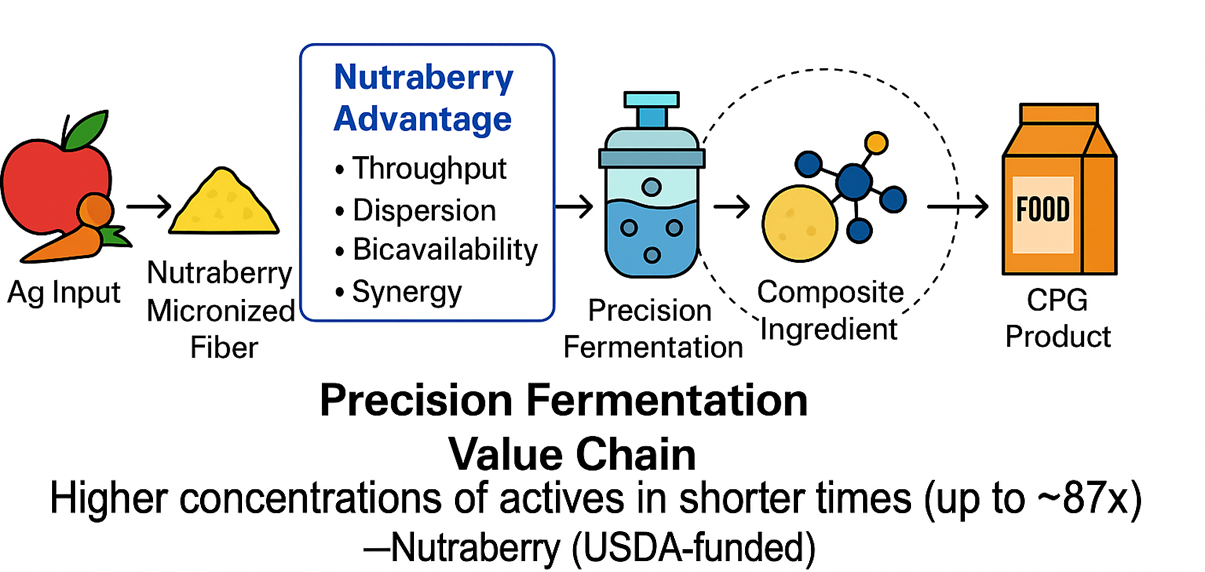 Nutraberry
Advantage
• Throughput
• Dispersion
• Bicavailability
• Synergy
FOOD
Ag Input
Nutraberry
Micronized
Fiber
Precision
Fermentation
Composite
Ingredient
CPG
Product
Precision Fermentation
Value Chain
Higher concentrations of actives in shorter times (up to ~87x)
—Nutraberry (USDA-funded)